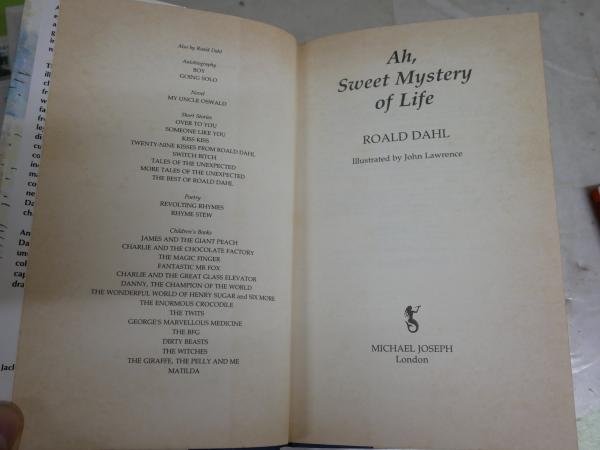 Also by Roald Dahl
Autobiography
BOY
GOING SOLO
Novel
MY UNCLE OSWALD
Short Stories
OVER TO YOU
SOMEONE LIKE YOU
KISS KISS
TWENTY-NINE KISSES FROM ROALD DAHL
SWITCH BITCH
TALES OF THE UNEXPECTED
MORE TALES OF THE UNEXPECTED
THE BEST OF ROALD DAHL
Poetry
REVOLTING RHYMES
RHYME STEW
Children's Books
JAMES AND THE GIANT PEACH
CHARLIE AND THE CHOCOLATE FACTORY
THE MAGIC FINGER
FANTASTIC MR FOX
CHARLIE AND THE GREAT GLASS ELEVATOR
DANNY, THE CHAMPION OF THE WORLD
THE WONDERFUL WORLD OF HENRY SUGAR and SIX MORE
THE ENORMOUS CROCODILE
THE TWITS
GEORGE'S MARVELLOUS MEDICINE
THE BFG
DIRTY BEASTS
THE WITCHES
THE GIRAFFE, THE PELLY AND ME
MATILDA
Ah,
Sweet Mystery
of Life
ROALD DAHL
Illustrated by John Lawrence
MICHAEL JOSEPH
London